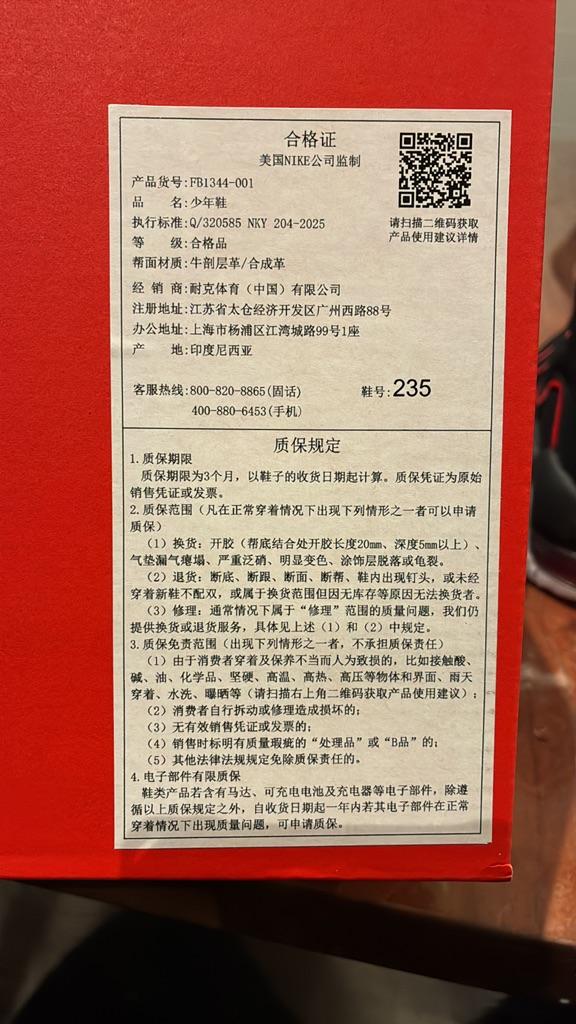 合格证
美国NIKE公司监制
产品货号:FB1344-001
品 名:少年鞋
执行标准:Q/320585 NKY 204-2025
等 级:合格品
帮面材质:牛剖层革/合成革
请扫描二维码获取
产品使用建议详情
经 销 商:耐克体育（中国）有限公司
注册地址:江苏省太仓经济开发区广州西路88号
办公地址:上海市杨浦区江湾城路99号1座
产 地:印度尼西亚
客服热线:800-820-8865(固话)
400-880-6453(手机)
鞋号:235
质保规定
1.质保期限
质保期限为3个月，以鞋子的收货日期起计算。质保凭证为原始
销售凭证或发票。
2.质保范围（凡在正常穿着情况下出现下列情形之一者可以申请
质保）
（1）换货：开胶（帮底结合处开胶长度20mm、深度5mm以上）、
气垫漏气瘪塌、严重泛硝、明显变色、涂饰层脱落或龟裂。
（2）退货：断底、断跟、断面、断帮、鞋内出现钉头，或未经
穿着新鞋不配双，或属于换货范围但因无库存等原因无法换货者。
（3）修理：通常情况下属于“修理”范围的质量问题，我们仍
提供换货或退货服务，具体见上述（1）和（2）中规定。
3.质保免责范围（出现下列情形之一者，不承担质保责任）
（1）由于消费者穿着及保养不当而人为致损的，比如接触酸、
碱、油、化学品、坚硬、高温、高热、高压等物体和界面、雨天
穿着、水洗、曝晒等（请扫描右上角二维码获取产品使用建议）；
（2）消费者自行拆动或修理造成损坏的；
（3）无有效销售凭证或发票的；
（4）销售时标明有质量瑕疵的“处理品”或“B品”的；
（5）其他法律法规规定免除质保责任的。
4.电子部件有限质保
鞋类产品若含有马达、可充电电池及充电器等电子部件，除遵
循以上质保规定之外，自收货日期起一年内若其电子部件在正常
穿着情况下出现质量问题，可申请质保。